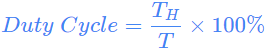 Duty Cycle = T_H / T × 100%